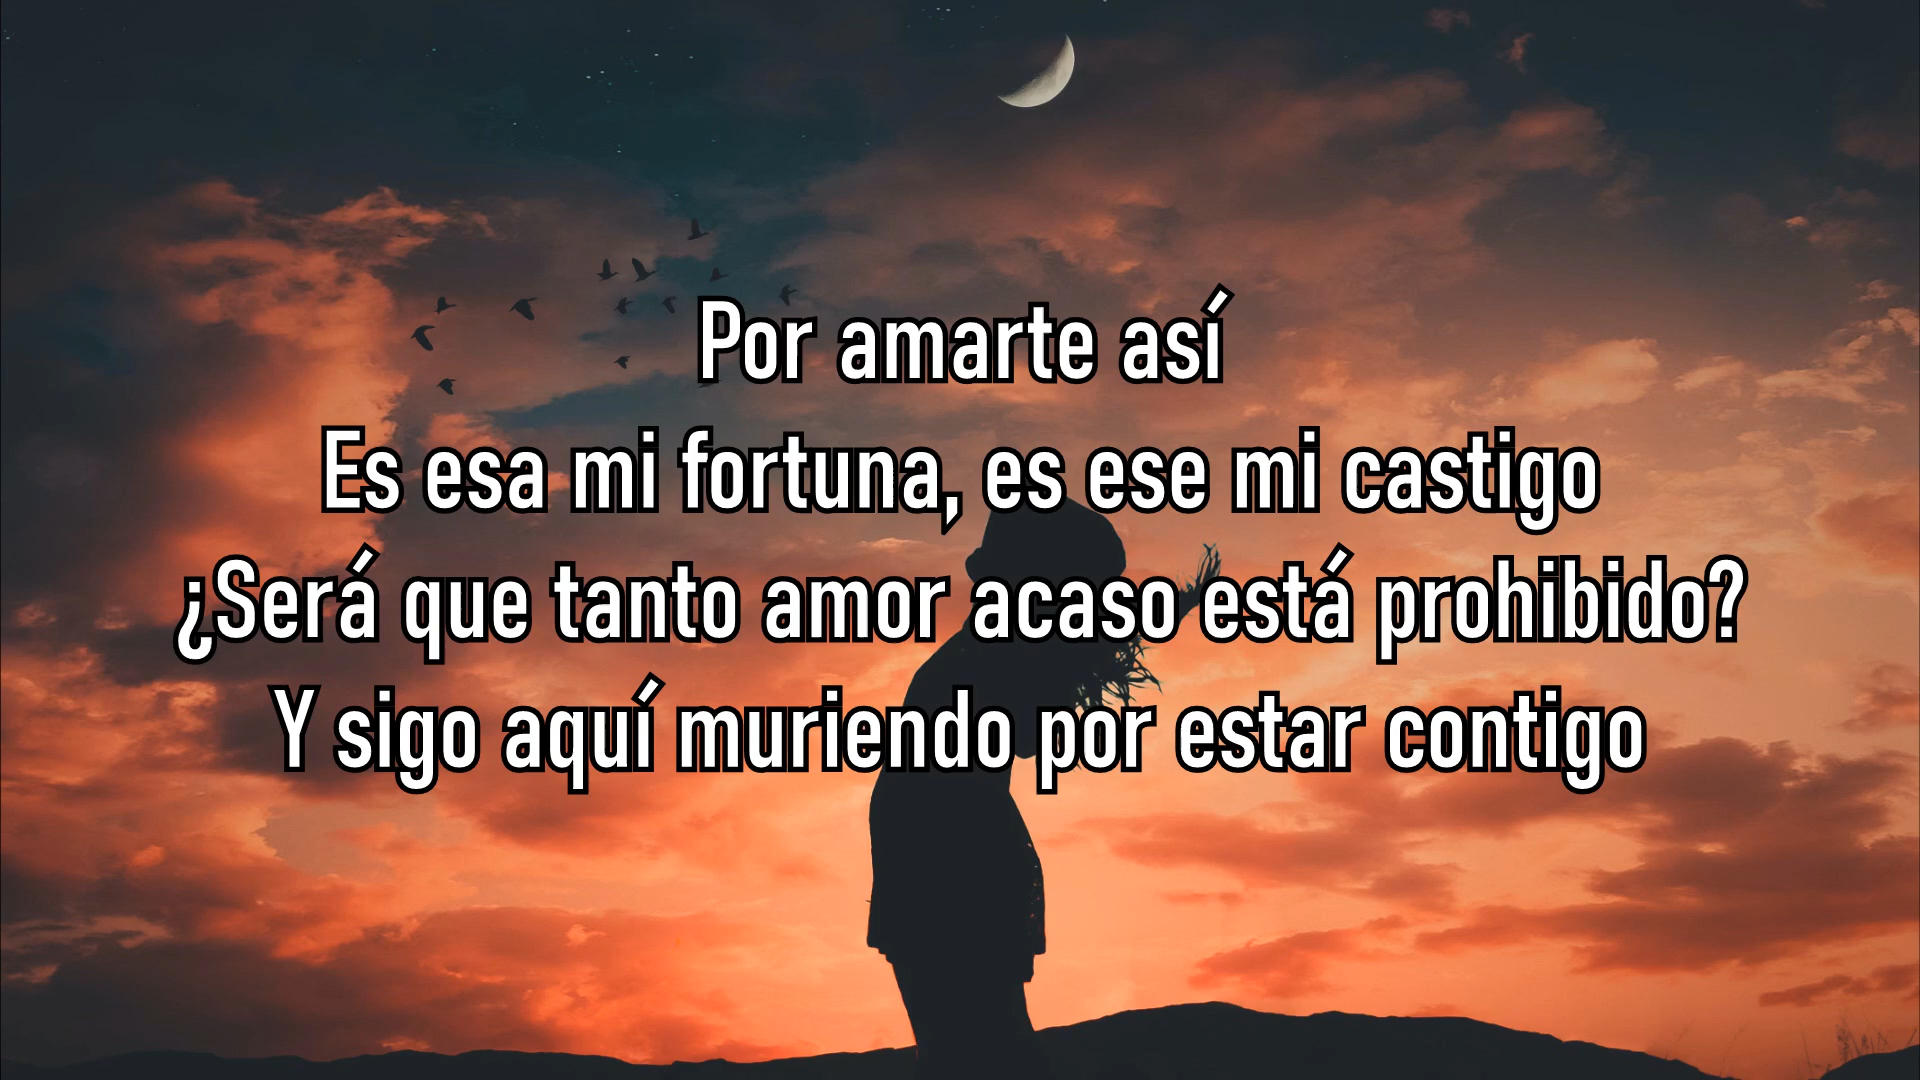 Por amarte así
Es esa mi fortuna, es ese mi castigo
¿Será que tanto amor acaso está prohibido?
Y sigo aquí muriendo por estar contigo